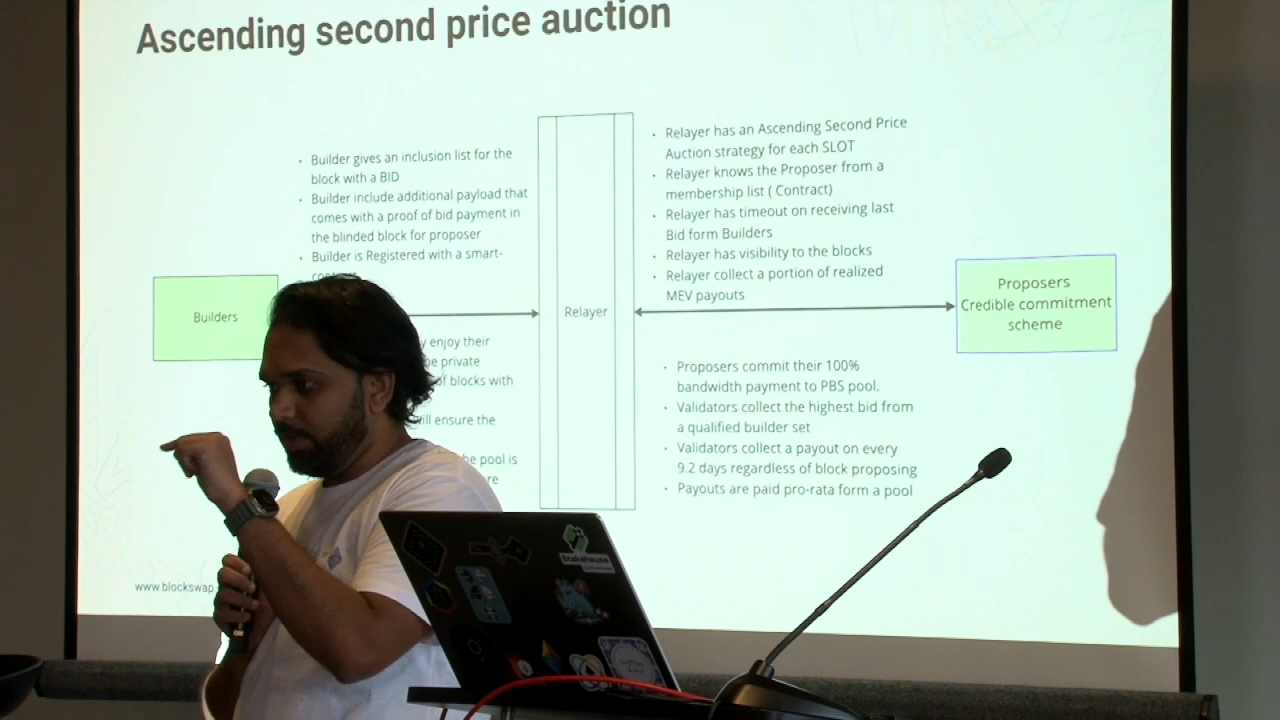 Ascending second price auction
• Builder gives an inclusion list for the
block with a BID
• Builder include additional payload that
comes with a proof of bid payment in
the blinded block for proposer
• Builder is Registered with a smart-
Builders
y enjoy their
be private
of blocks with
ill ensure the
he pool is
re
Relayer
• Relayer has an Ascending Second Price
Auction strategy for each SLOT
• Relayer knows the Proposer from a
membership list ( Contract)
• Relayer has timeout on receiving last
Bid form Builders
• Relayer has visibility to the blocks
• Relayer collect a portion of realized
MEV payouts
Proposers
Credible commitment
scheme
• Proposers commit their 100%
bandwidth payment to PBS pool.
• Validators collect the highest bid from
a qualified builder set
• Validators collect a payout on every
9.2 days regardless of block proposing
• Payouts are paid pro-rata form a pool
www.blockswap
Stakehouse